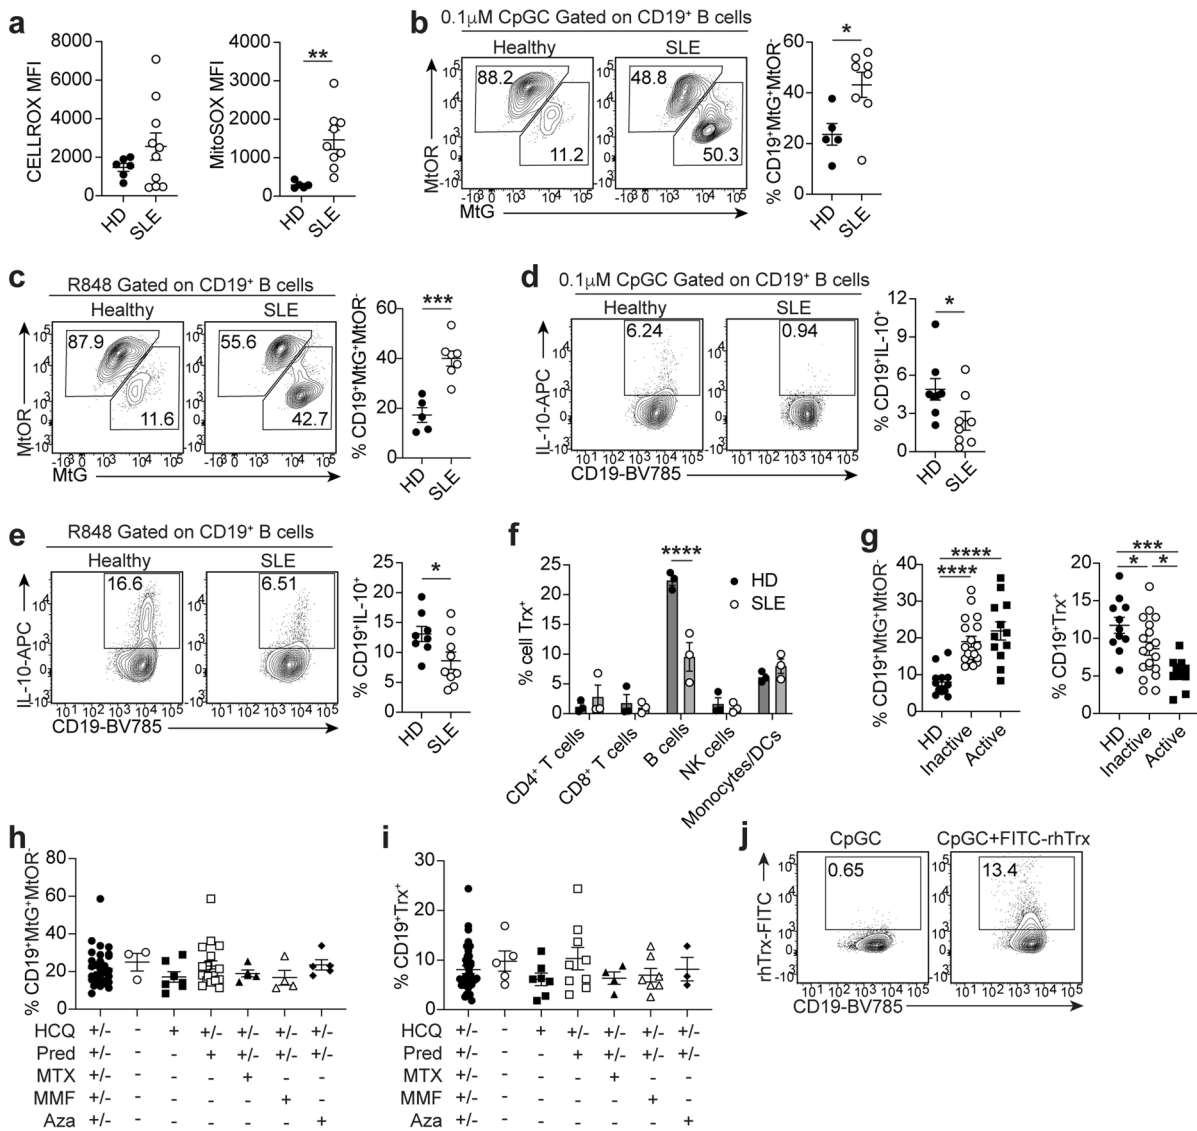 a
CELLROX MFI
8000
6000
4000
2000
0
HD
SLE
MitoSOX MFI
4000
3000
2000
1000
0
**
HD
SLE
b
0.1μM CpGC Gated on CD19+ B cells
Healthy
SLE
88.2
11.2
48.8
50.3
MtOR
MtG
% CD19+MtG+MtOR-
60
40
20
0
*
HD
SLE
c
R848 Gated on CD19+ B cells
Healthy
SLE
87.9
11.6
55.6
42.7
MtOR
MtG
% CD19+MtG+MtOR-
60
40
20
0
***
HD
SLE
d
0.1μM CpGC Gated on CD19+ B cells
Healthy
SLE
6.24
0.94
IL-10-APC
CD19-BV785
% CD19+IL-10+
12
9
6
3
0
*
HD
SLE
e
R848 Gated on CD19+ B cells
Healthy
SLE
16.6
6.51
IL-10-APC
CD19-BV785
% CD19+IL-10+
25
20
15
10
5
0
*
HD
SLE
f
% cell Trx+
25
20
15
10
5
0
****
HD
SLE
CD4+ T cells
CD8+ T cells
B cells
NK cells
Monocytes/DCs
g
% CD19+MtG+MtOR-
40
30
20
10
0
****
****
HD
Inactive
Active
% CD19+Trx+
20
15
10
5
0
***
* *
HD
Inactive
Active
h
% CD19+MtG+MtOR-
80
60
40
20
0
HCQ +/- - + +/- +/- +/- +/-
Pred +/- - - + +/- +/- +/-
MTX +/- - - - + - -
MMF +/- - - - - + -
Aza +/- - - - - - +
i
% CD19+Trx+
30
20
10
0
HCQ +/- - + +/- +/- +/- +/-
Pred +/- - - + +/- +/- +/-
MTX +/- - - - + - -
MMF +/- - - - - + -
Aza +/- - - - - - +
j
CpGC
CpGC+FITC-rhTrx
0.65
13.4
rhTrx-FITC
CD19-BV785